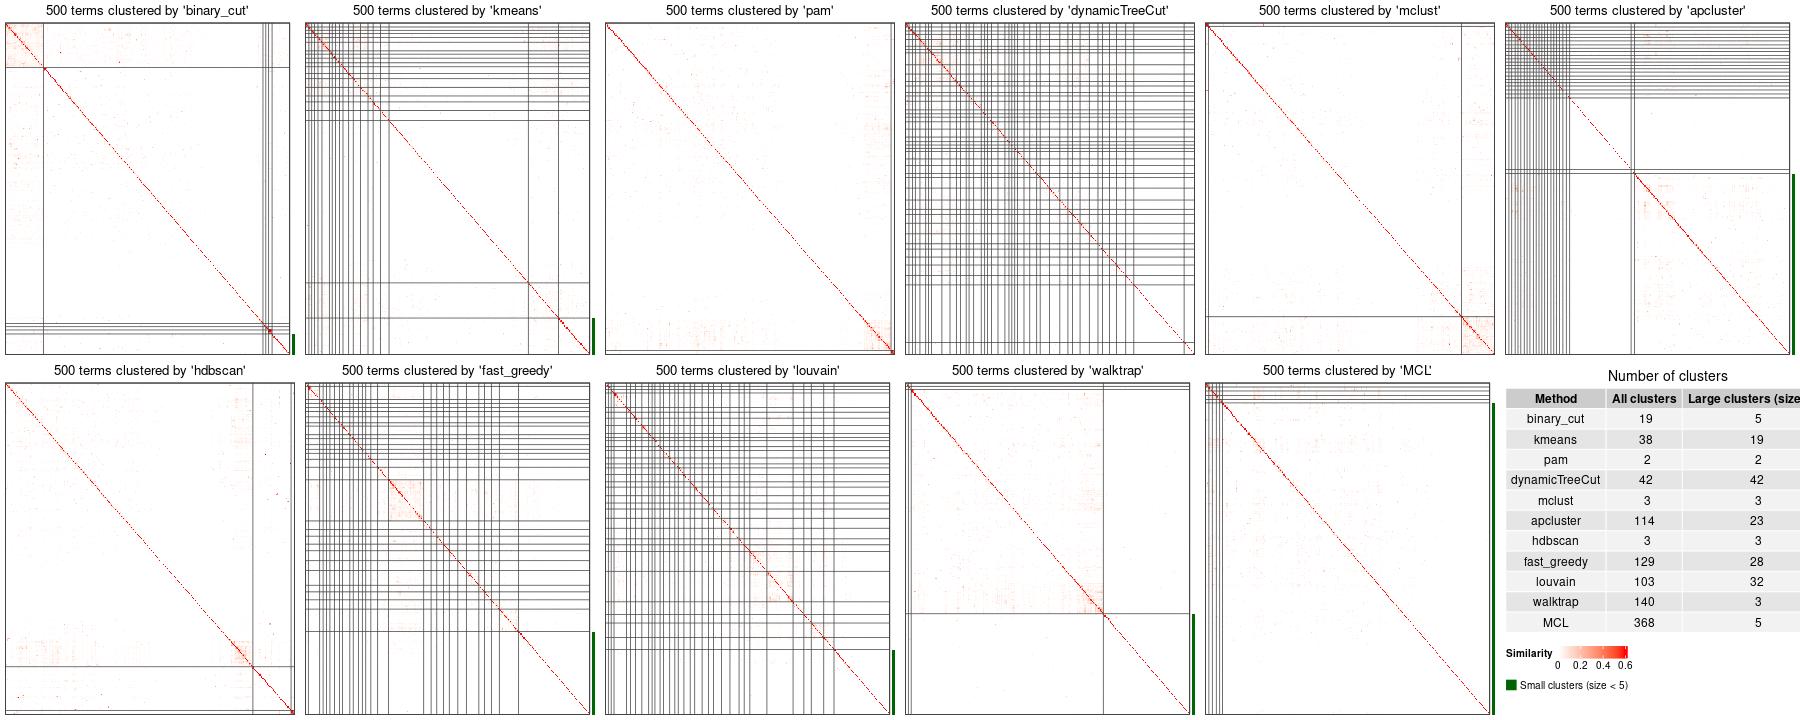 500 terms clustered by 'binary_cut'
500 terms clustered by 'kmeans'
500 terms clustered by 'pam'
500 terms clustered by 'dynamicTreeCut'
500 terms clustered by 'mclust'
500 terms clustered by 'apcluster'
500 terms clustered by 'hdbscan'
500 terms clustered by 'fast_greedy'
500 terms clustered by 'louvain'
500 terms clustered by 'walktrap'
500 terms clustered by 'MCL'
Number of clusters
Method All clusters Large clusters (size
binary_cut 19 5
kmeans 38 19
pam 2 2
dynamicTreeCut 42 42
mclust 3 3
apcluster 114 23
hdbscan 3 3
fast_greedy 129 28
louvain 103 32
walktrap 140 3
MCL 368 5
Similarity
0 0.2 0.4 0.6
Small clusters (size < 5)